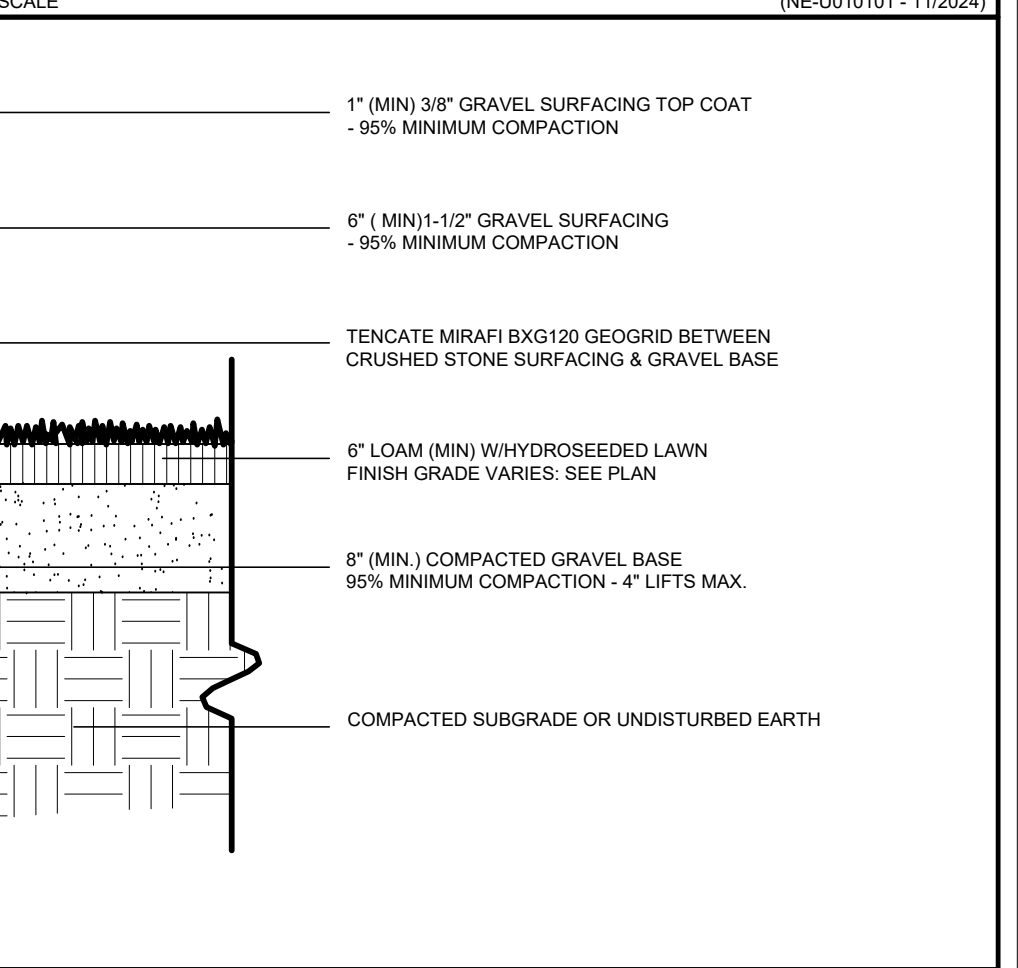 SCALE
(NE-U010101 - 11/2024)
1" (MIN) 3/8" GRAVEL SURFACING TOP COAT
- 95% MINIMUM COMPACTION
6" ( MIN)1-1/2" GRAVEL SURFACING
- 95% MINIMUM COMPACTION
TENCATE MIRAFI BXG120 GEOGRID BETWEEN
CRUSHED STONE SURFACING & GRAVEL BASE
6" LOAM (MIN) W/HYDROSEEDED LAWN
FINISH GRADE VARIES: SEE PLAN
8" (MIN.) COMPACTED GRAVEL BASE
95% MINIMUM COMPACTION - 4" LIFTS MAX.
COMPACTED SUBGRADE OR UNDISTURBED EARTH